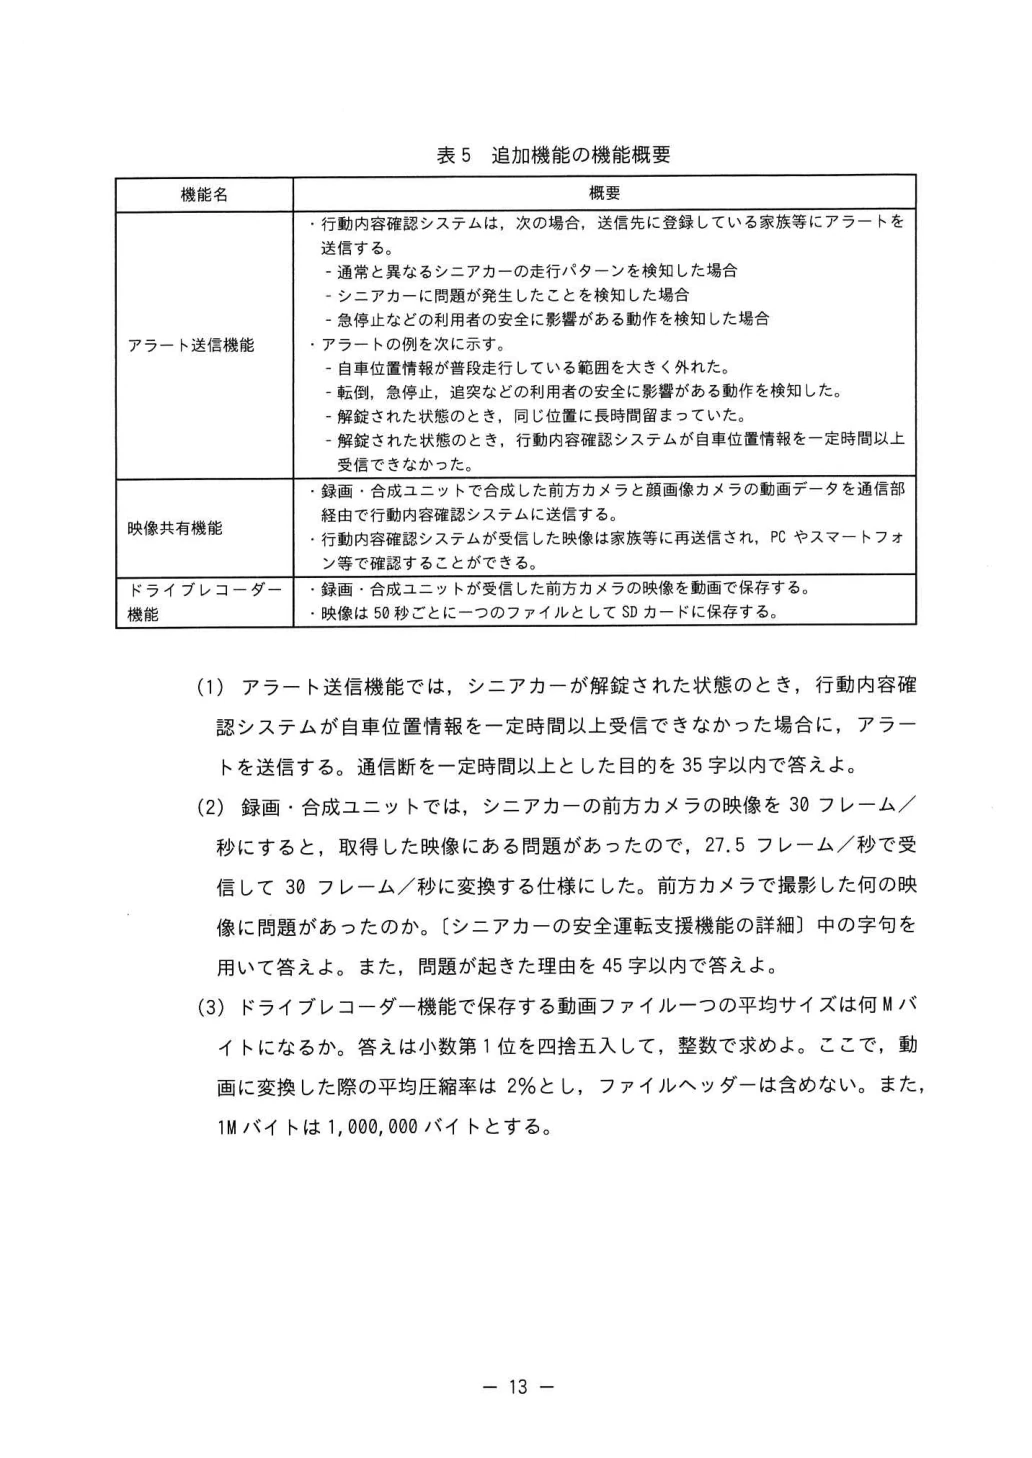 表5 追加機能の機能概要
機能名 概要
アラート送信機能
・行動内容確認システムは，次の場合，送信先に登録している家族等にアラートを
送信する。
- 通常と異なるシニアカーの走行パターンを検知した場合
- シニアカーに問題が発生したことを検知した場合
- 急停止などの利用者の安全に影響がある動作を検知した場合
・アラートの例を次に示す。
- 自車位置情報が普段走行している範囲を大きく外れた。
- 転倒，急停止，追突などの利用者の安全に影響がある動作を検知した。
- 解錠された状態のとき，同じ位置に長時間留まっていた。
- 解錠された状態のとき，行動内容確認システムが自車位置情報を一定時間以上
受信できなかった。
映像共有機能
・録画・合成ユニットで合成した前方カメラと顔画像カメラの動画データを通信部
経由で行動内容確認システムに送信する。
・行動内容確認システムが受信した映像は家族等に再送信され，PC やスマートフォ
ン等で確認することができる。
ドライブレコーダー
機能
・録画・合成ユニットが受信した前方カメラの映像を動画で保存する。
・映像は 50 秒ごとに一つのファイルとして SD カードに保存する。
(1) アラート送信機能では，シニアカーが解錠された状態のとき，行動内容確
認システムが自車位置情報を一定時間以上受信できなかった場合に，アラー
トを送信する。通信断を一定時間以上とした目的を 35 字以内で答えよ。
(2) 録画・合成ユニットでは，シニアカーの前方カメラの映像を 30 フレーム／
秒にすると，取得した映像にある問題があったので，27.5 フレーム／秒で受
信して 30 フレーム／秒に変換する仕様にした。前方カメラで撮影した何の映
像に問題があったのか。〔シニアカーの安全運転支援機能の詳細〕中の字句を
用いて答えよ。また，問題が起きた理由を 45 字以内で答えよ。
(3) ドライブレコーダー機能で保存する動画ファイル一つの平均サイズは何 M バ
イトになるか。答えは小数第 1 位を四捨五入して，整数で求めよ。ここで，動
画に変換した際の平均圧縮率は 2％とし，ファイルヘッダーは含めない。また，
1M バイトは 1,000,000 バイトとする。
－ 13 －